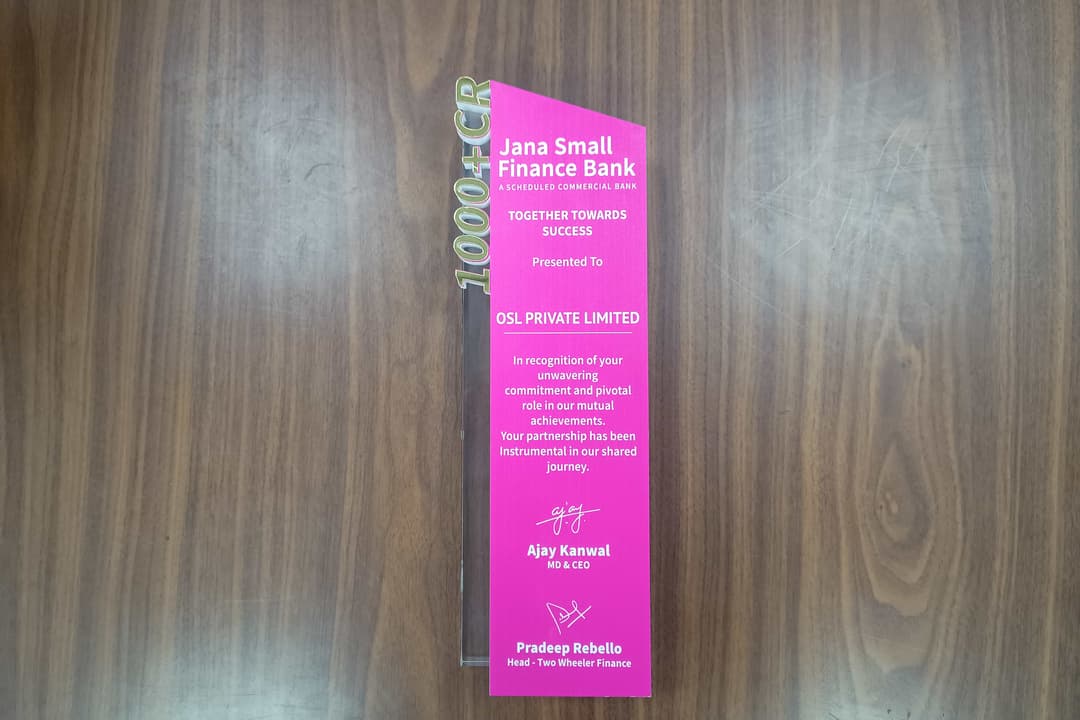 1000+CR
Jana Small
Finance Bank
A SCHEDULED COMMERCIAL BANK
TOGETHER TOWARDS
SUCCESS
Presented To
OSL PRIVATE LIMITED
In recognition of your
unwavering
commitment and pivotal
role in our mutual
achievements.
Your partnership has been
Instrumental in our shared
journey.
ajay
Ajay Kanwal
MD & CEO
Pradeep Rebello
Head - Two Wheeler Finance